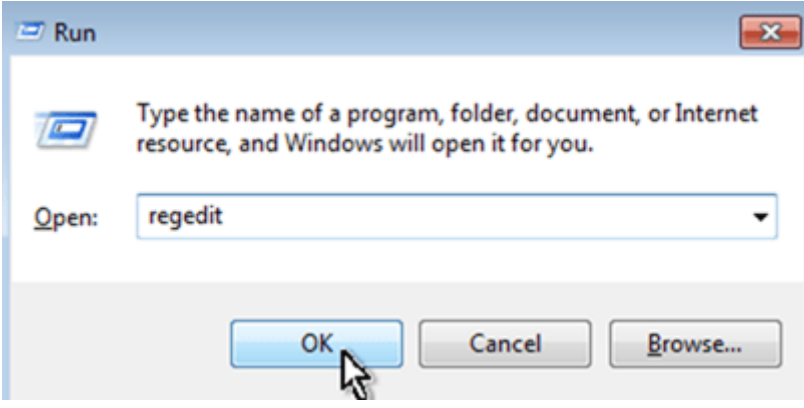 Run
Type the name of a program, folder, document, or Internet
resource, and Windows will open it for you.
Open: regedit
OK Cancel Browse...